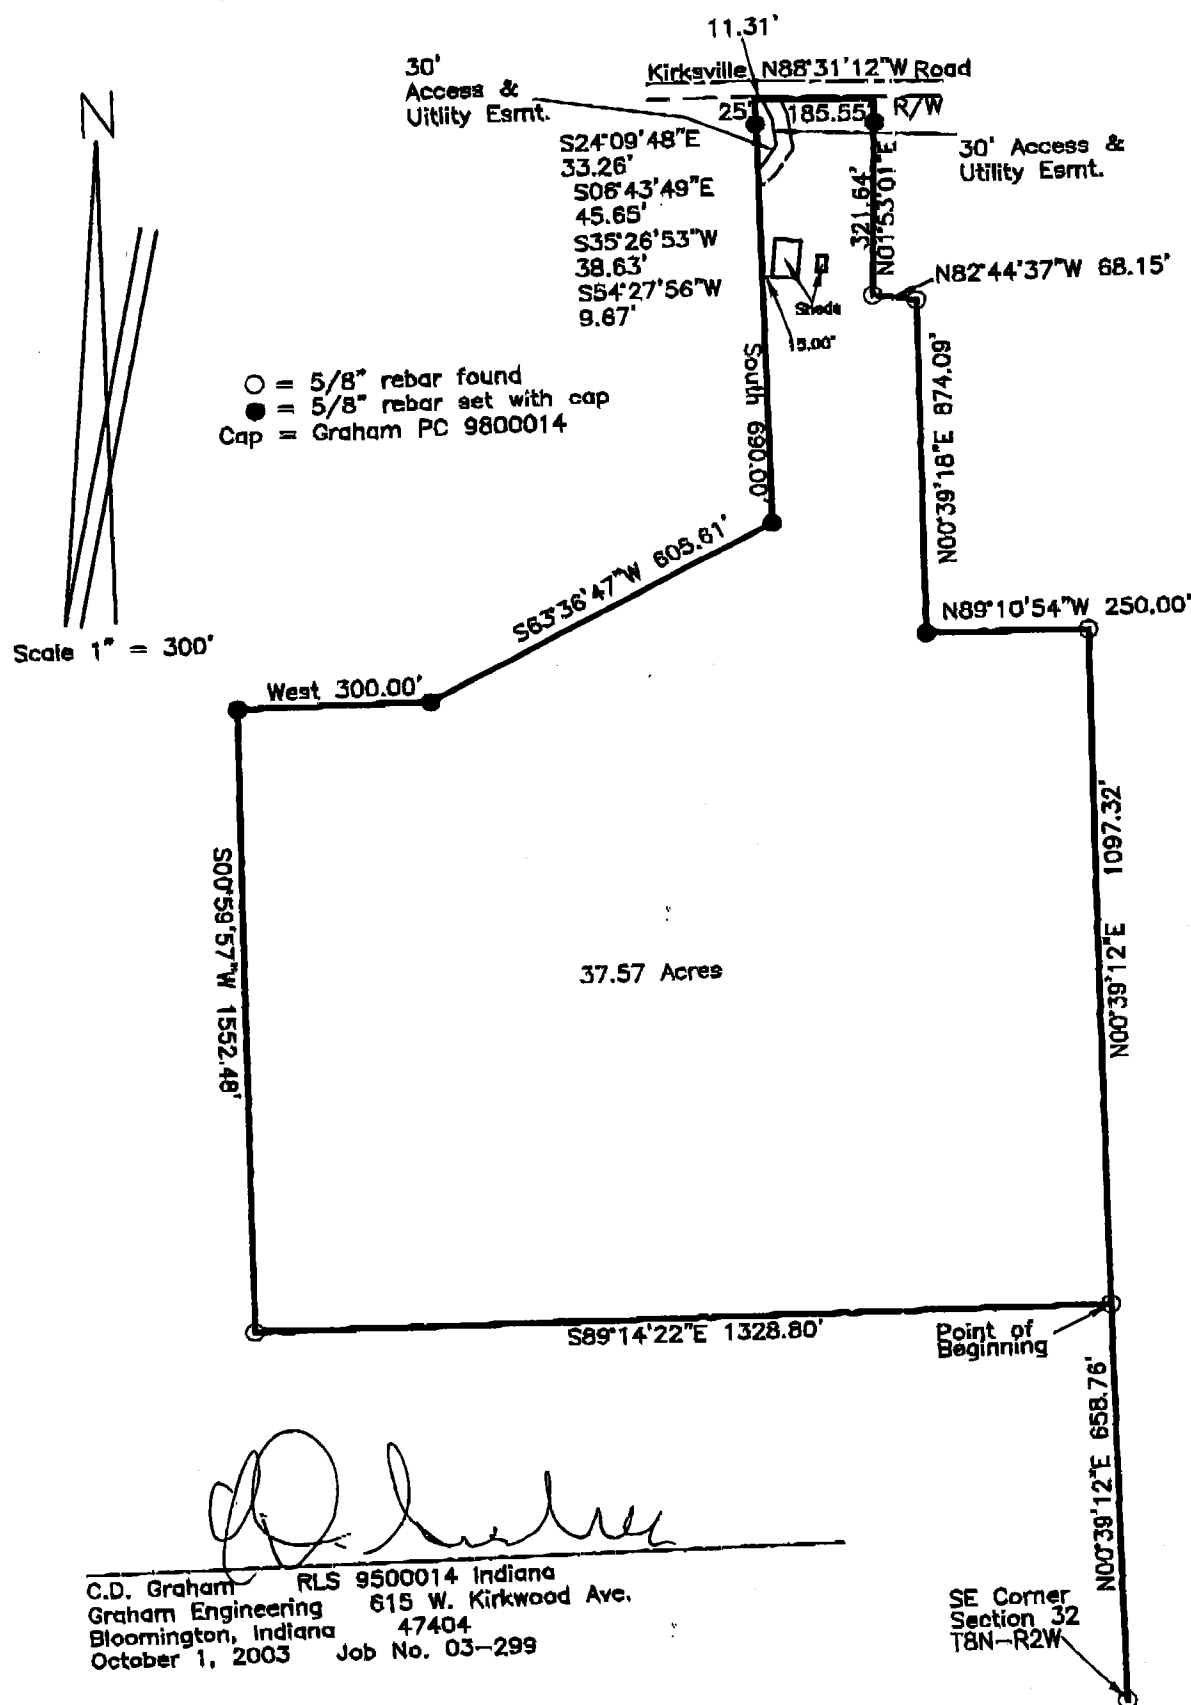 11.31'
Kirksville N88°31'12"W Road
30'
Access &
Uitlity Esmt.
25' 185.55' R/W
30' Access &
Utility Esmt.
S24°09'48"E
33.26'
S06°43'49"E
45.65'
S35°26'53"W
38.63'
S54°27'56"W
9.67'
321.64'
N01°53'01"E
N82°44'37"W 68.15'
Sheds
15.00'
N
Scale 1" = 300'
○ = 5/8" rebar found
● = 5/8" rebar set with cap
Cap = Graham PC 9800014
South 690.00'
N00°39'18"E 874.09'
S63°36'47"W 605.61'
N89°10'54"W 250.00'
West 300.00'
S00°59'57"W 1552.48'
37.57 Acres
N00°39'12"E 1097.32'
S89°14'22"E 1328.80'
Point of
Beginning
N00°39'12"E 658.76'
C.D. Graham RLS 9500014 Indiana
Graham Engineering 615 W. Kirkwood Ave.
Bloomington, Indiana 47404
October 1, 2003 Job No. 03-299
SE Corner
Section 32
T8N-R2W